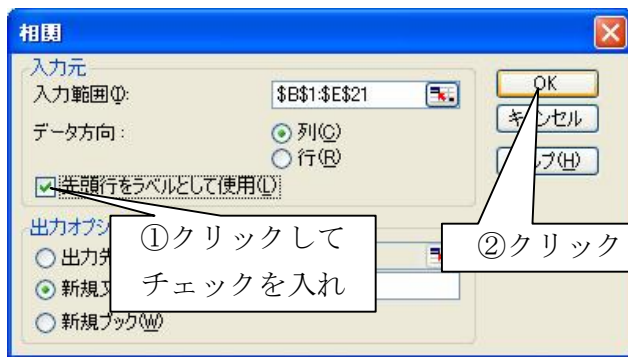 相関
入力元
入力範囲(I):
$B$1:$E$21
データ方向:
列(C)
行(R)
先頭行をラベルとして使用(L)
OK
キャンセル
ヘルプ(H)
出力オプシ
出力先
新規又
新規ブック(W)
①クリックして
チェックを入れ
②クリック